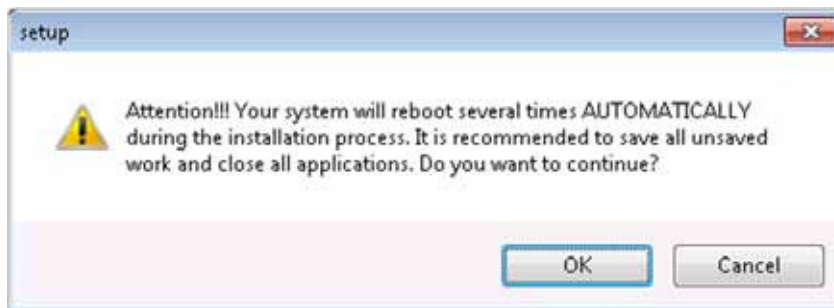 setup
Attention!!! Your system will reboot several times AUTOMATICALLY
during the installation process. It is recommended to save all unsaved
work and close all applications. Do you want to continue?
OK
Cancel